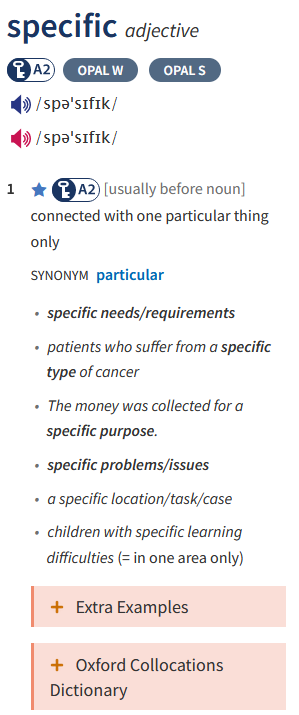 specific adjective
A2 OPAL W OPAL S
/spəˈsɪfɪk/
/spəˈsɪfɪk/
1 A2 [usually before noun]
connected with one particular thing
only
SYNONYM particular
• specific needs/requirements
• patients who suffer from a specific
type of cancer
• The money was collected for a
specific purpose.
• specific problems/issues
• a specific location/task/case
• children with specific learning
difficulties (= in one area only)
+ Extra Examples
+ Oxford Collocations
Dictionary